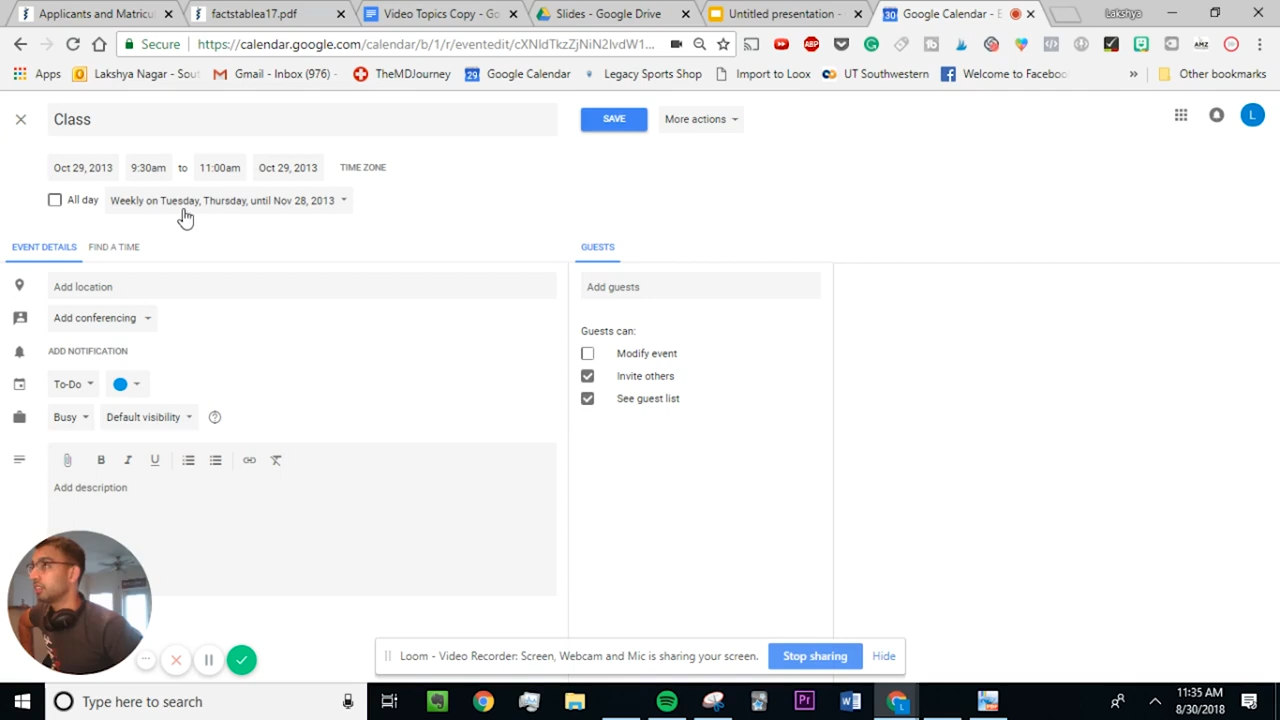 Applicants and Matricul
factstablea17.pdf
Video Topics Copy - Go
Slides - Google Drive
Untitled presentation -
Google Calendar - E
Lakshya
Secure
https://calendar.google.com/calendar/b/1/r/eventedit/cXNldTkzZjNiN2lvdW1...
Apps
Lakshya Nagar - Sout
Gmail - Inbox (976) -
TheMDJourney
Google Calendar
Legacy Sports Shop
Import to Loox
UT Southwestern
Welcome to Faceboo
»
Other bookmarks
Class
SAVE
More actions
L
Oct 29, 2013
9:30am
to
11:00am
Oct 29, 2013
TIME ZONE
All day
Weekly on Tuesday, Thursday, until Nov 28, 2013
EVENT DETAILS
FIND A TIME
GUESTS
Add location
Add guests
Add conferencing
Guests can:
ADD NOTIFICATION
Modify event
Invite others
To-Do
See guest list
Busy
Default visibility
B
I
U
Add description
Loom - Video Recorder: Screen, Webcam and Mic is sharing your screen.
Stop sharing
Hide
Type here to search
Pr
W
L
11:35 AM
8/30/2018